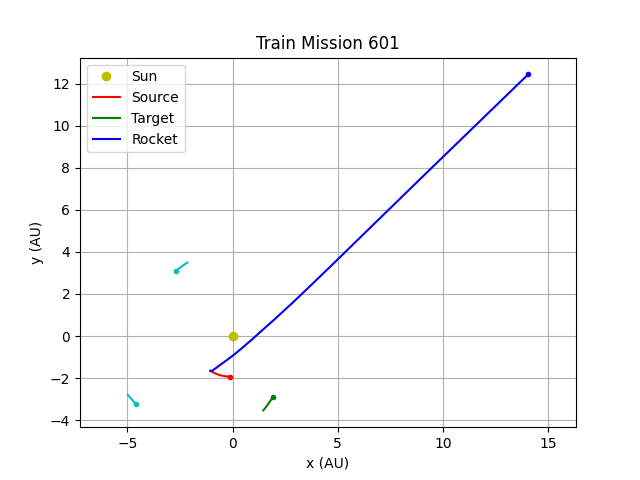 Train Mission 601
Sun
Source
Target
Rocket
y (AU)
12
10
8
6
4
2
0
−2
−4
−5
0
5
10
15
x (AU)